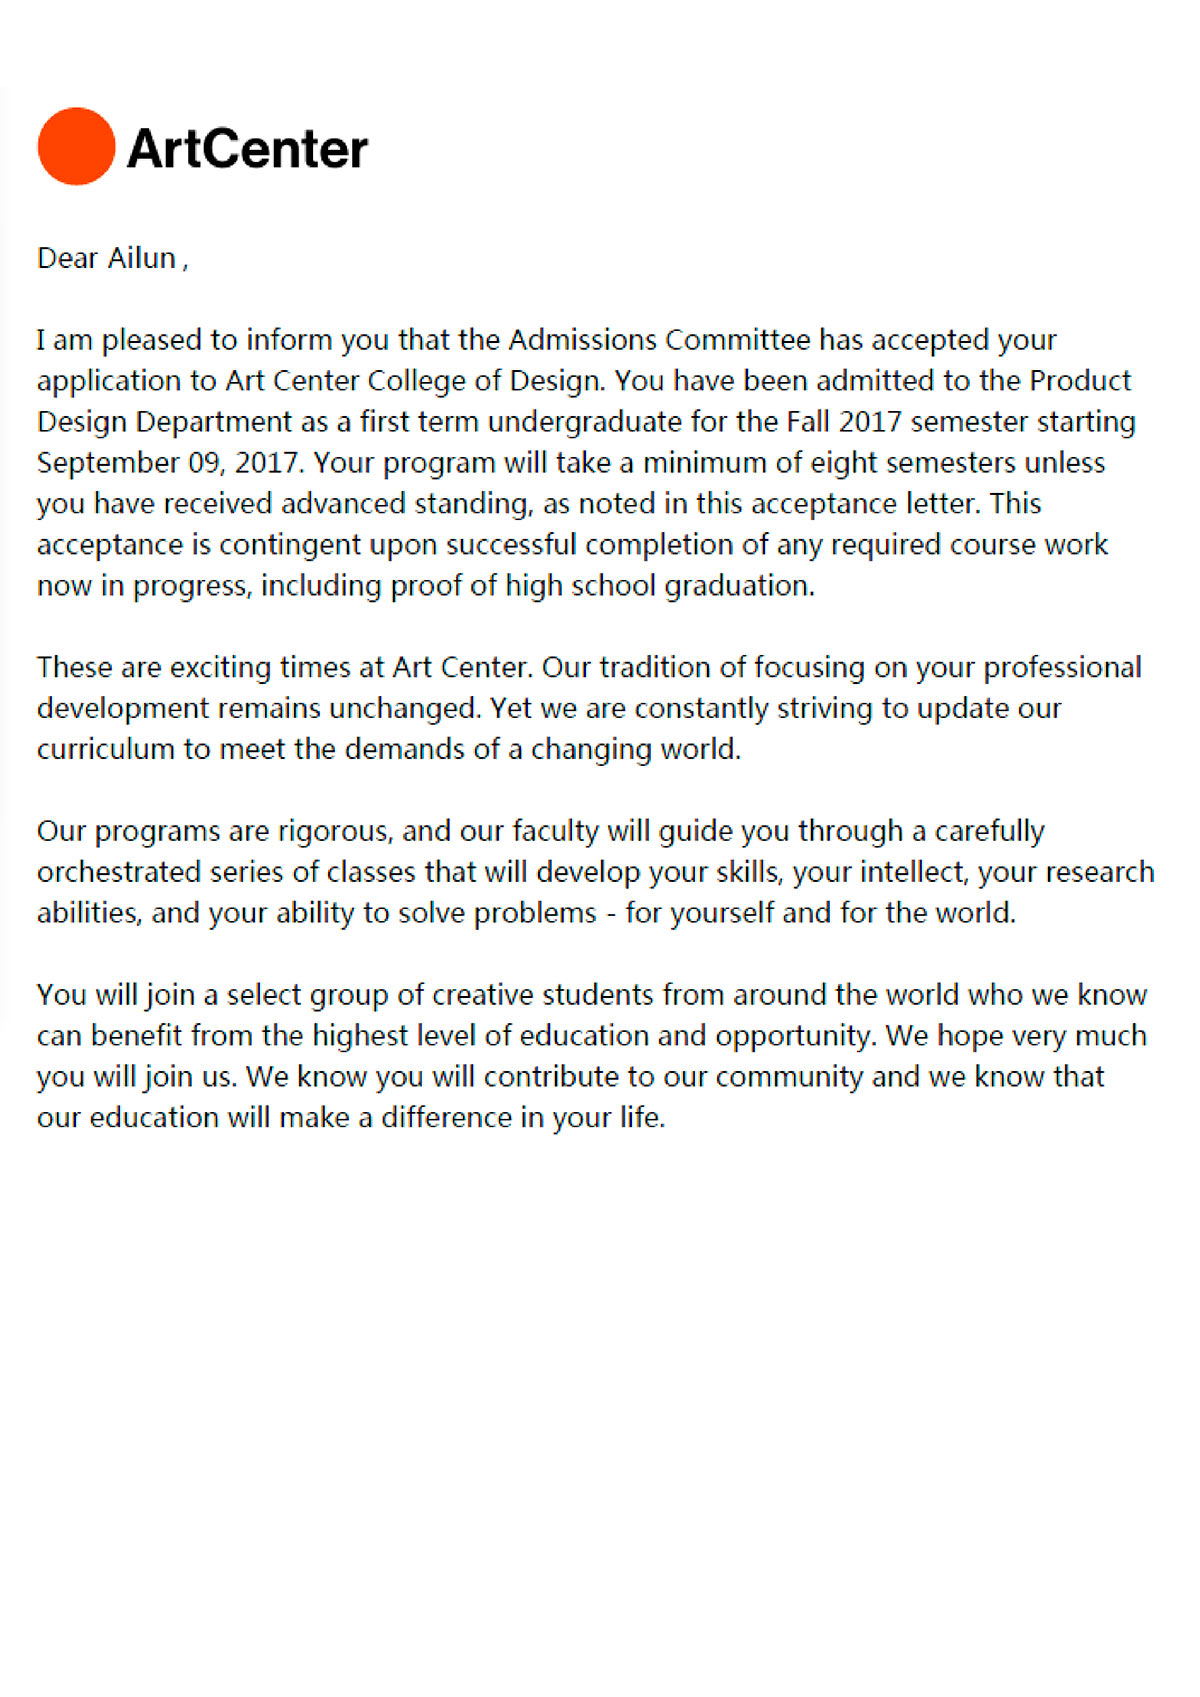 ArtCenter
Dear Ailun ,
I am pleased to inform you that the Admissions Committee has accepted your
application to Art Center College of Design. You have been admitted to the Product
Design Department as a first term undergraduate for the Fall 2017 semester starting
September 09, 2017. Your program will take a minimum of eight semesters unless
you have received advanced standing, as noted in this acceptance letter. This
acceptance is contingent upon successful completion of any required course work
now in progress, including proof of high school graduation.
These are exciting times at Art Center. Our tradition of focusing on your professional
development remains unchanged. Yet we are constantly striving to update our
curriculum to meet the demands of a changing world.
Our programs are rigorous, and our faculty will guide you through a carefully
orchestrated series of classes that will develop your skills, your intellect, your research
abilities, and your ability to solve problems - for yourself and for the world.
You will join a select group of creative students from around the world who we know
can benefit from the highest level of education and opportunity. We hope very much
you will join us. We know you will contribute to our community and we know that
our education will make a difference in your life.